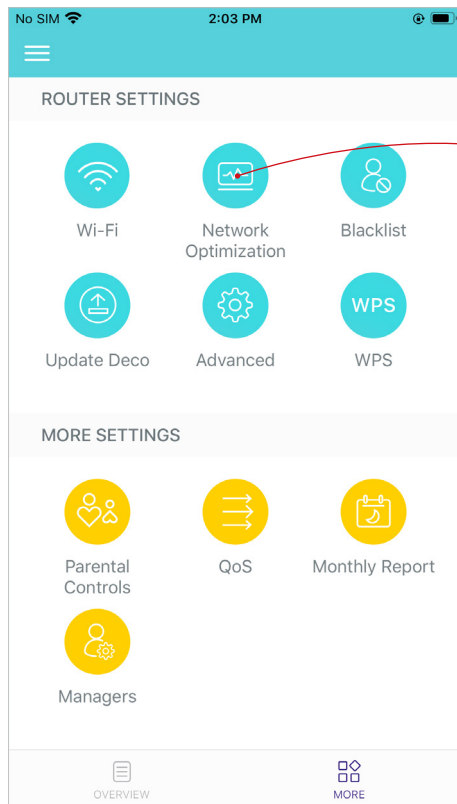 No SIM 2:03 PM
ROUTER SETTINGS
Wi-Fi Network Optimization Blacklist
WPS
Update Deco Advanced WPS
MORE SETTINGS
Parental Controls QoS Monthly Report
Managers
OVERVIEW MORE